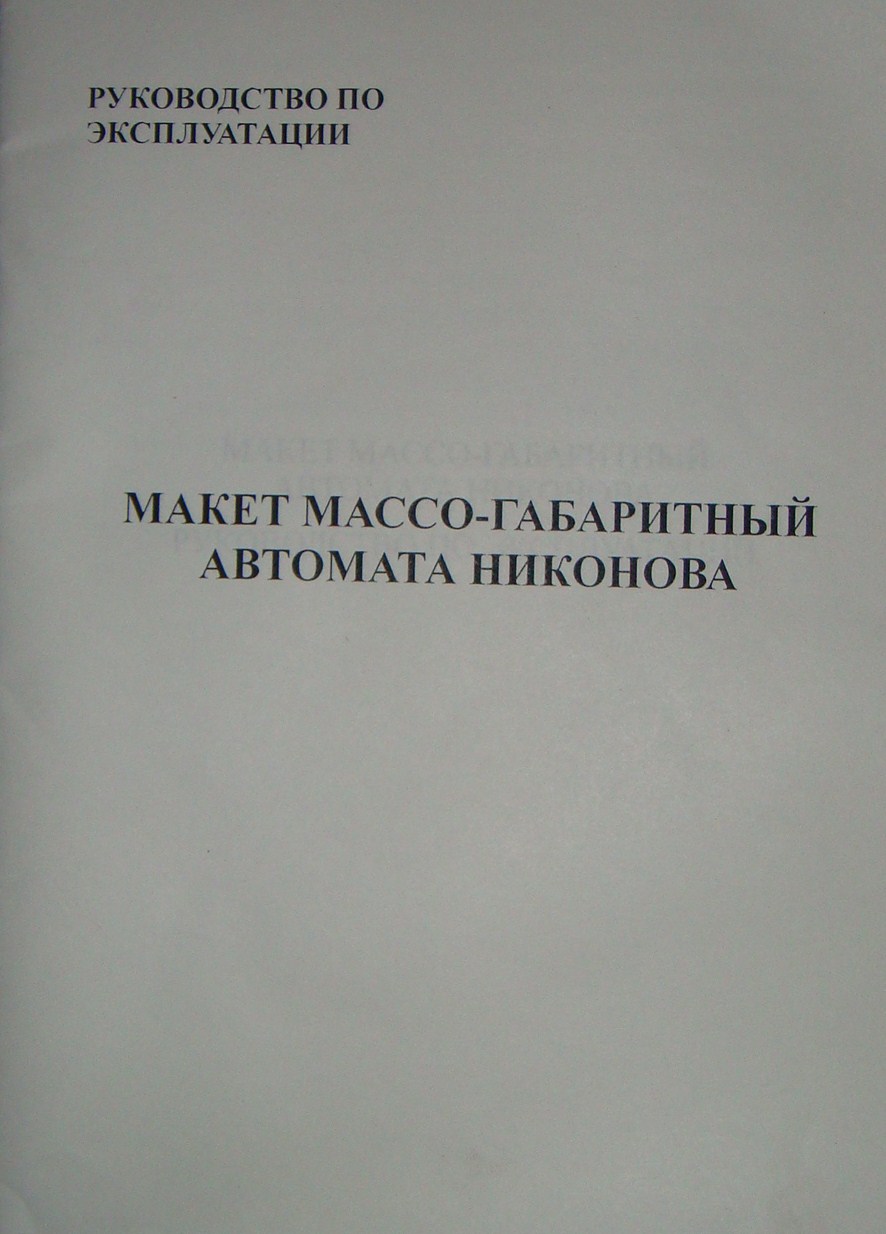 РУКОВОДСТВО ПО
ЭКСПЛУАТАЦИИ
МАКЕТ МАССО-ГАБАРИТНЫЙ
АВТОМАТА НИКОНОВА